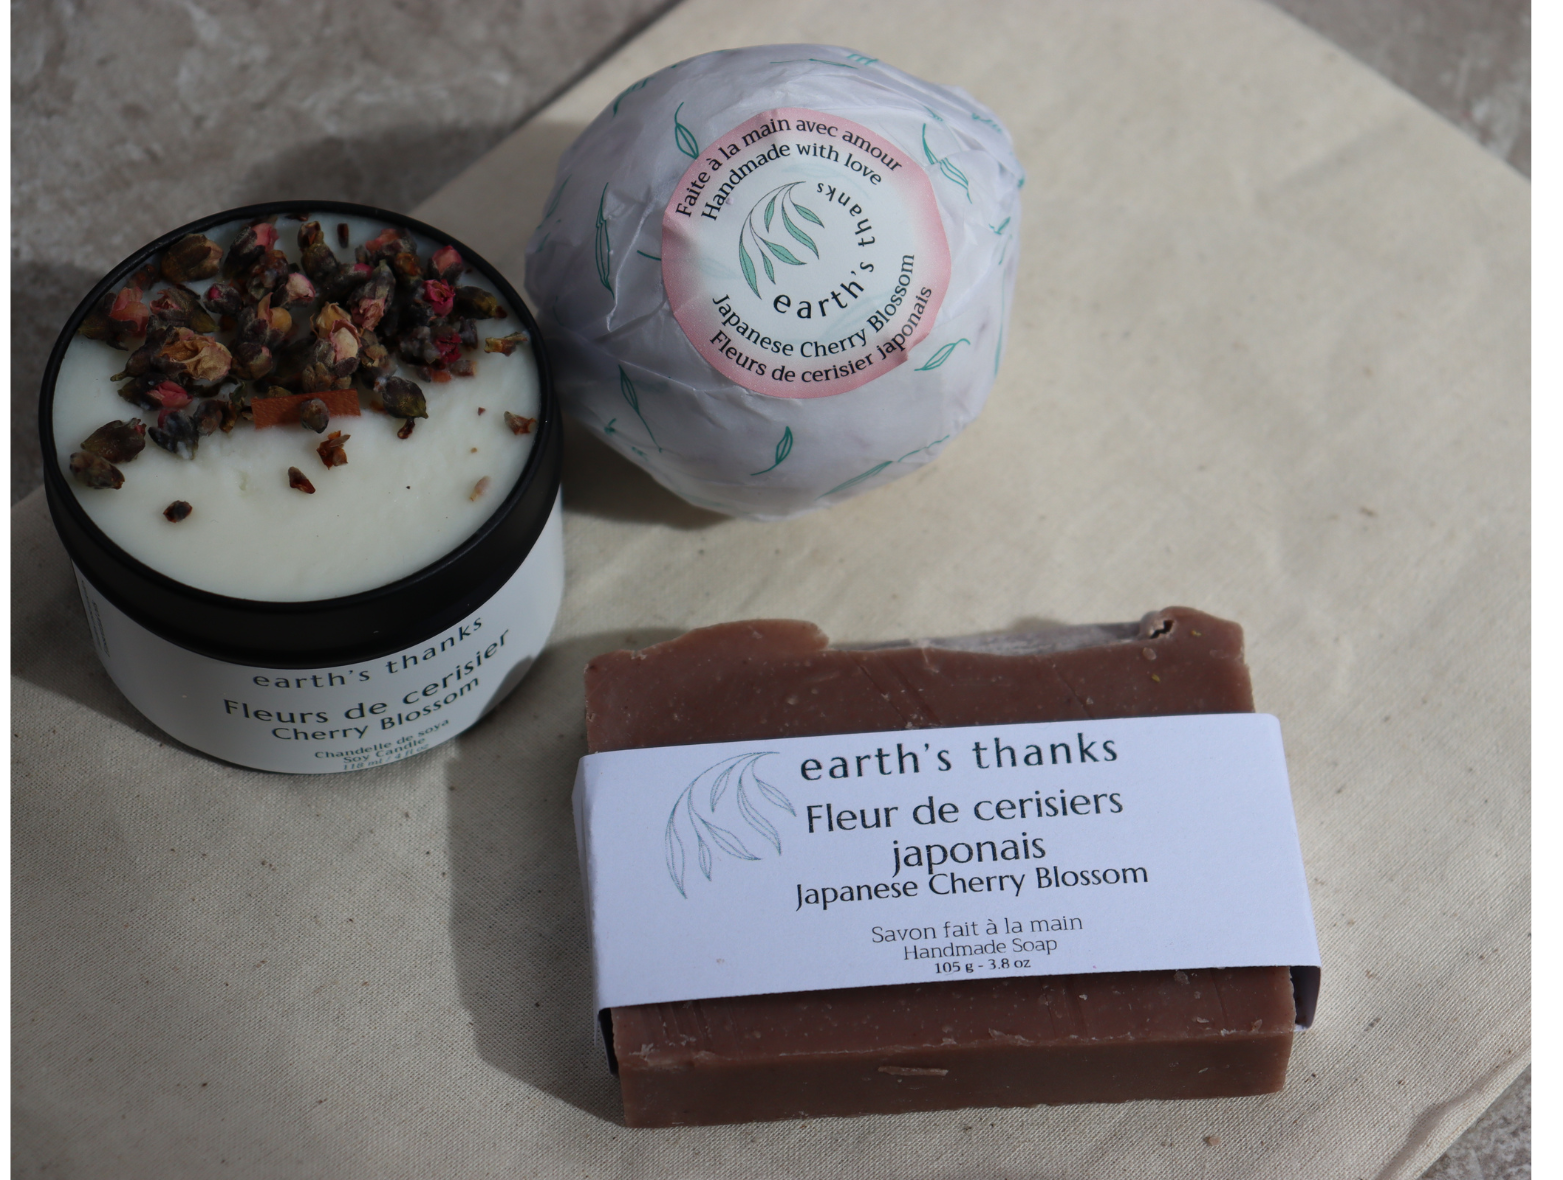 Faite à la main avec amour
Handmade with love
earth's thanks
Japanese Cherry Blossom
Fleurs de cerisier Japonais
earth's thanks
Fleurs de cerisier
Cherry Blossom
Chandelle de soya
Soy Candle
earth's thanks
Fleur de cerisiers
japonais
Japanese Cherry Blossom
Savon fait à la main
Handmade Soap
105 g - 3.8 oz